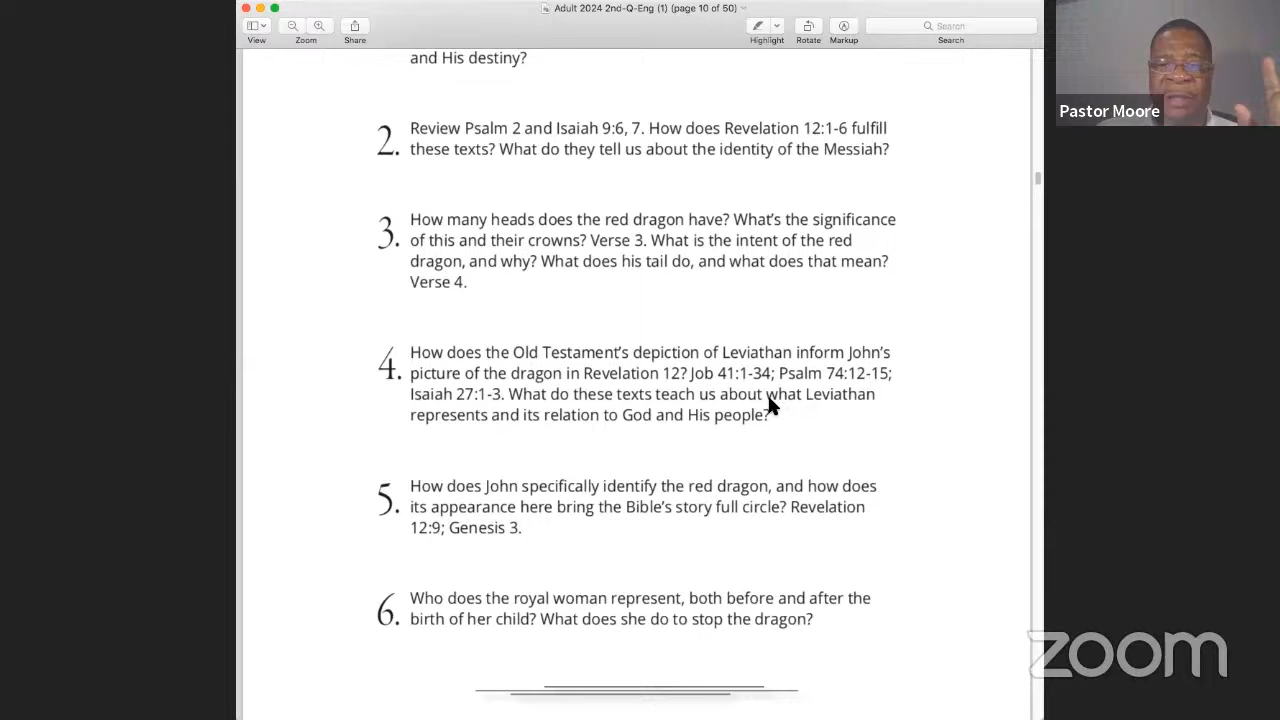 Adult 2024 2nd-Q-Eng (1) (page 10 of 50)
View
Zoom
Share
Highlight
Rotate
Markup
Search
Search
Pastor Moore
and His destiny?
2. Review Psalm 2 and Isaiah 9:6, 7. How does Revelation 12:1-6 fulfill
these texts? What do they tell us about the identity of the Messiah?
3. How many heads does the red dragon have? What's the significance
of this and their crowns? Verse 3. What is the intent of the red
dragon, and why? What does his tail do, and what does that mean?
Verse 4.
4. How does the Old Testament's depiction of Leviathan inform John's
picture of the dragon in Revelation 12? Job 41:1-34; Psalm 74:12-15;
Isaiah 27:1-3. What do these texts teach us about what Leviathan
represents and its relation to God and His people?
5. How does John specifically identify the red dragon, and how does
its appearance here bring the Bible's story full circle? Revelation
12:9; Genesis 3.
6. Who does the royal woman represent, both before and after the
birth of her child? What does she do to stop the dragon?
zoom